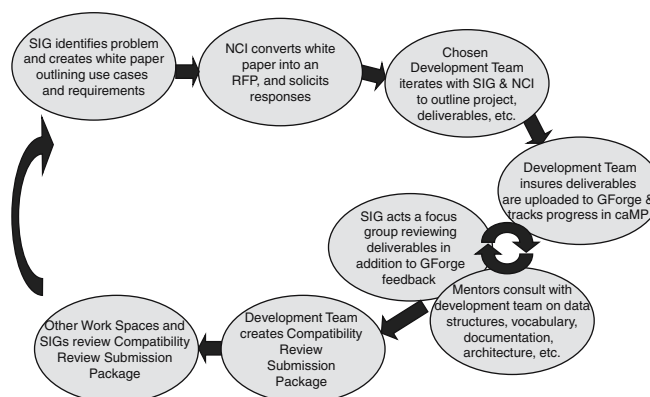 SIG identifies problem
and creates white paper
outlining use cases
and requirements
NCI converts white
paper into an
RFP, and solicits
responses
Chosen
Development Team
iterates with SIG & NCI
to outline project,
deliverables, etc.
Development Team
insures deliverables
are uploaded to GForge &
tracks progress in caMP
SIG acts a focus
group reviewing
deliverables in
addition to GForge
feedback
Mentors consult with
development team on data
structures, vocabulary,
documentation,
architecture, etc.
Development Team
creates Compatibility
Review
Submission
Package
Other Work Spaces and
SIGs review Compatibility
Review Submission
Package